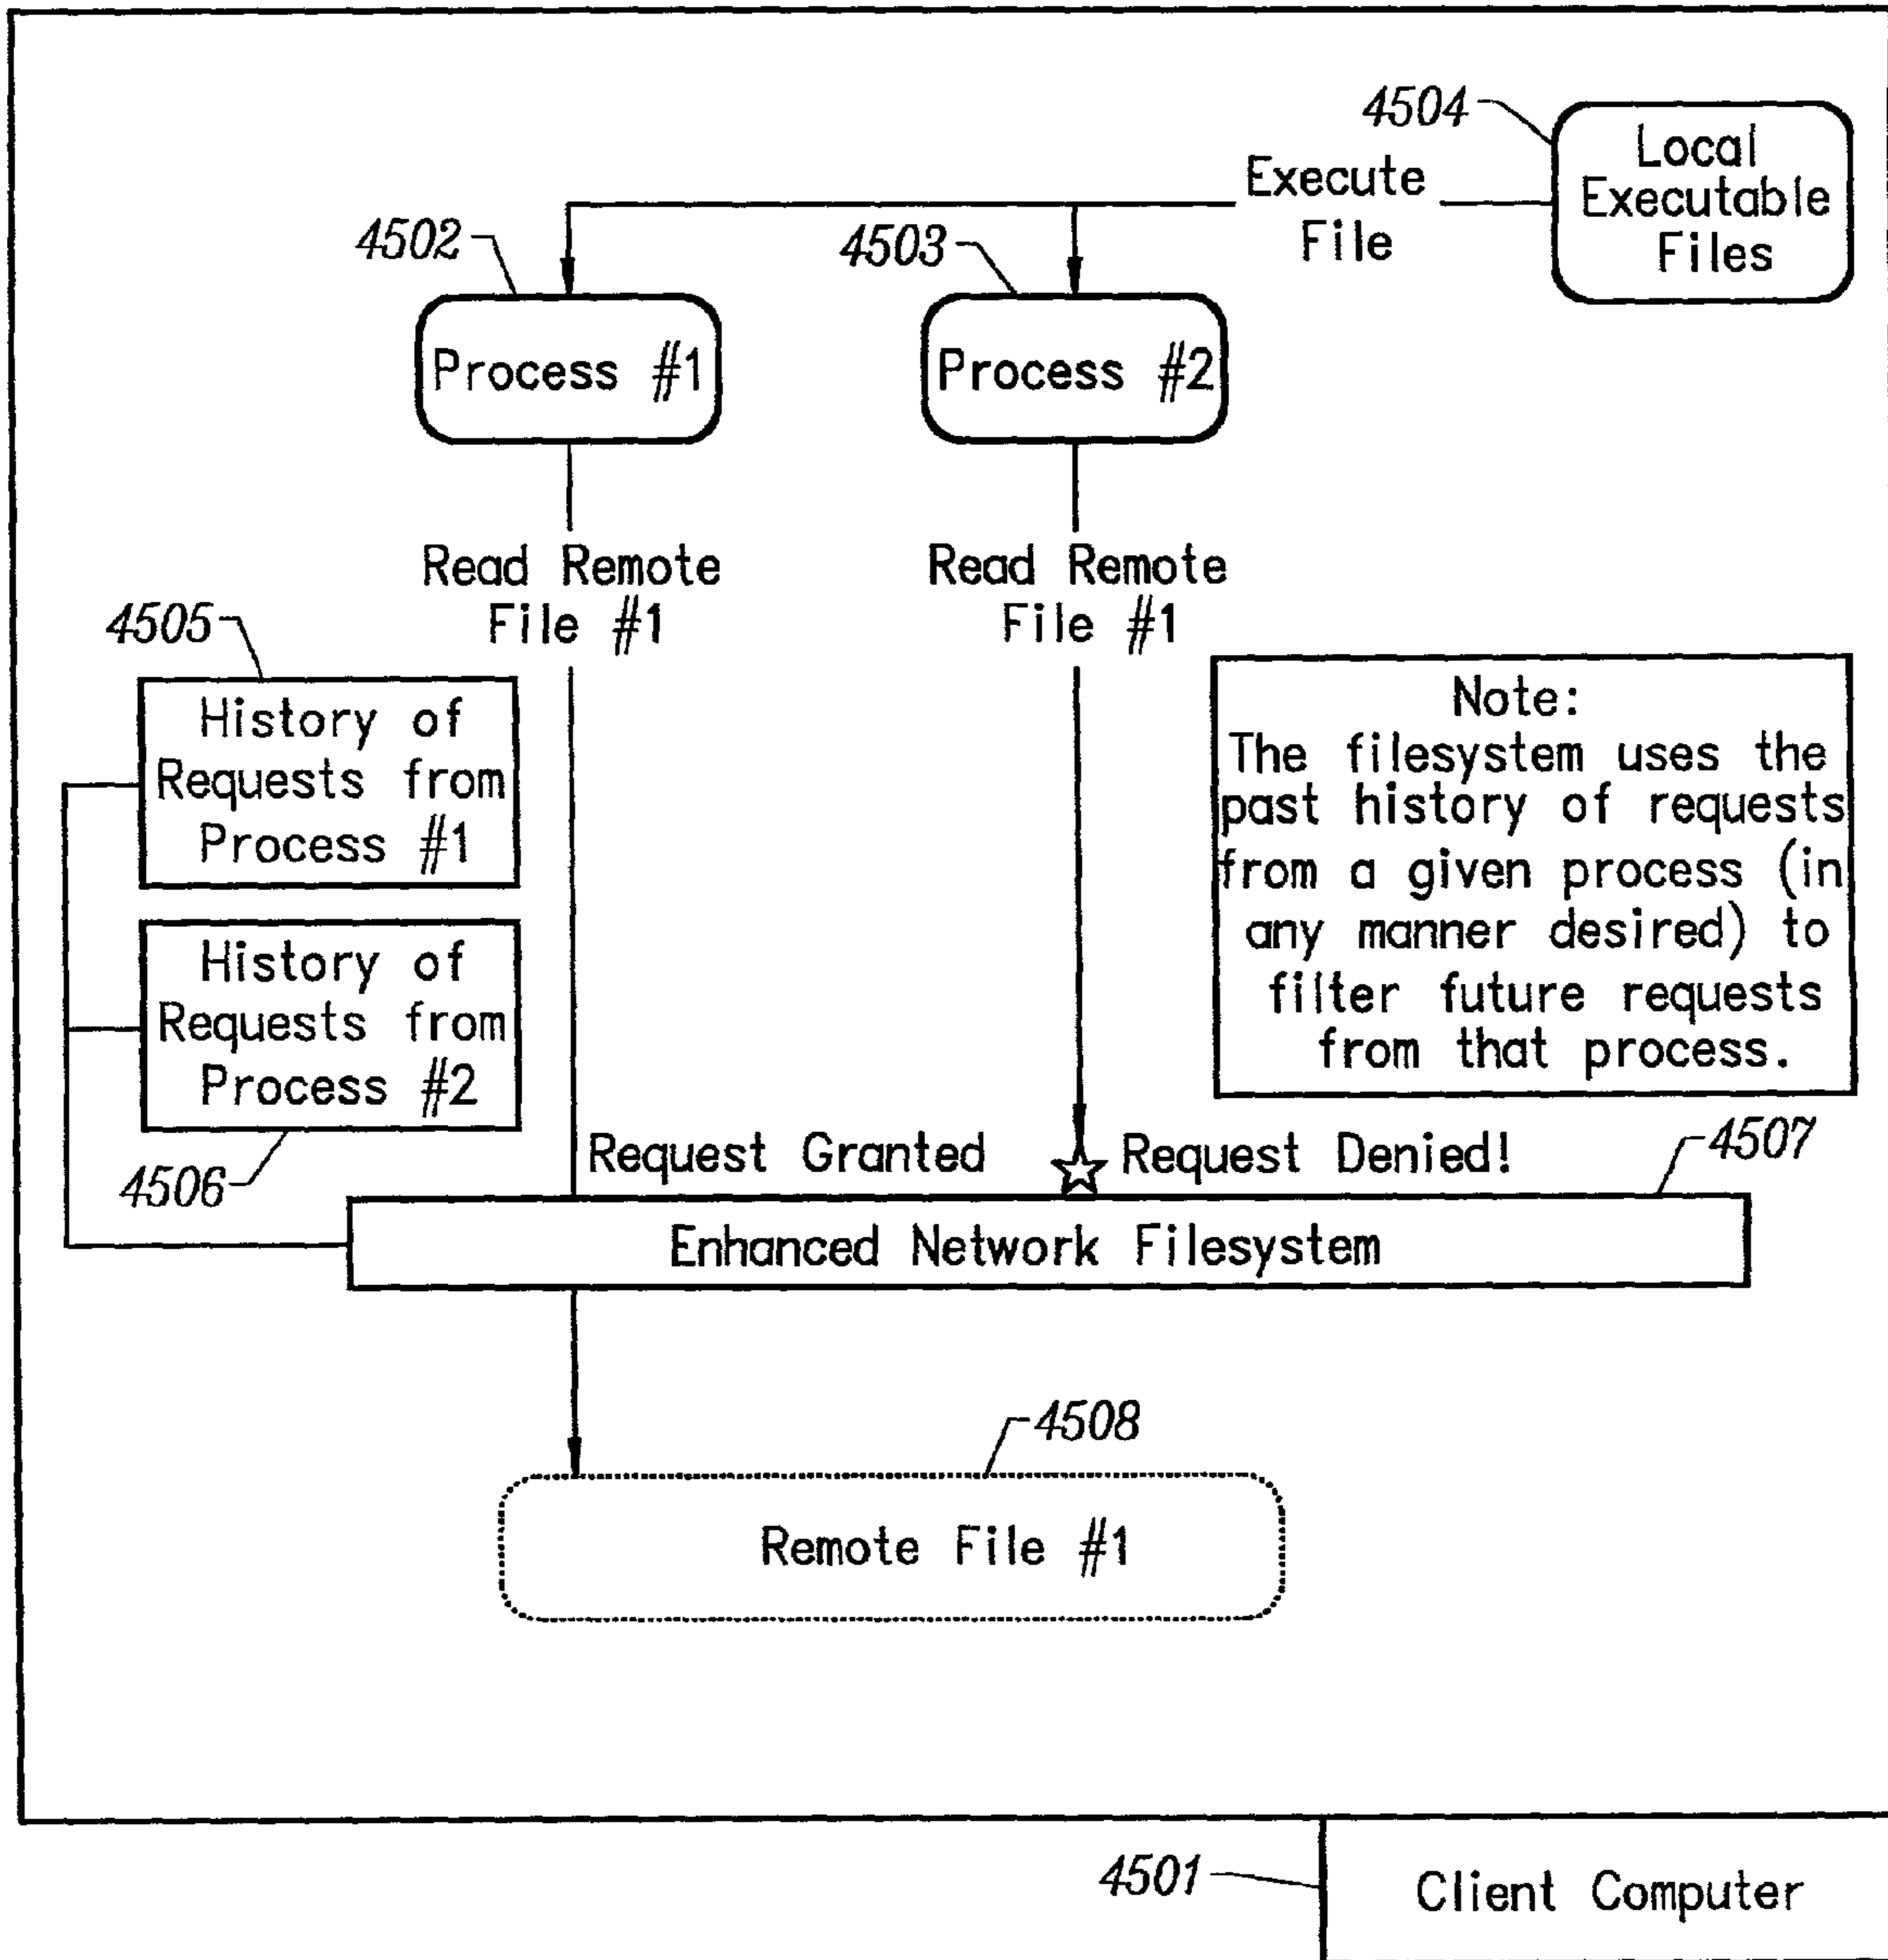 4504
Local
Executable
Files
Execute
File
4502
4503
Process #1
Process #2
Read Remote
File #1
Read Remote
File #1
4505
History of
Requests from
Process #1
History of
Requests from
Process #2
4506
Note:
The filesystem uses the
past history of requests
from a given process (in
any manner desired) to
filter future requests
from that process.
Request Granted
Request Denied!
4507
Enhanced Network Filesystem
4508
Remote File #1
4501
Client Computer